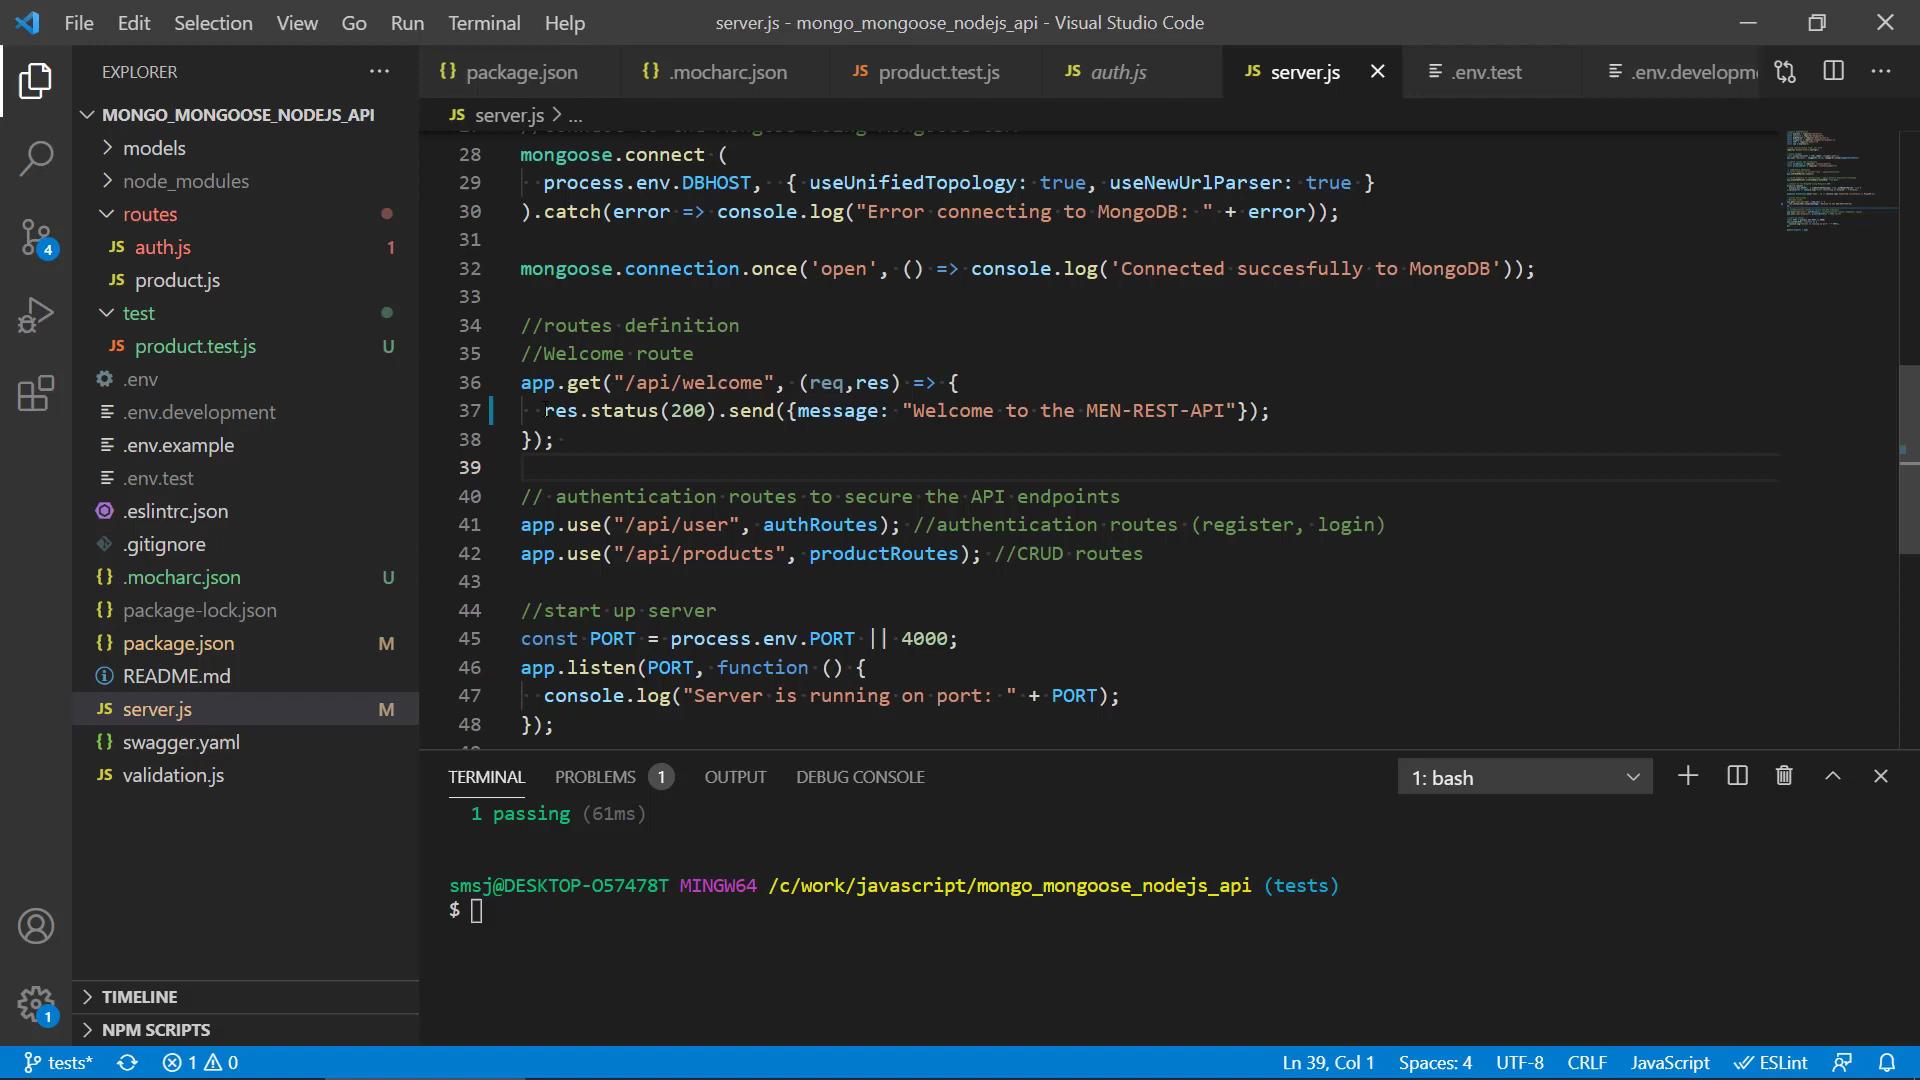 File Edit Selection View Go Run Terminal Help
server.js - mongo_mongoose_nodejs_api - Visual Studio Code
EXPLORER
MONGO_MONGOOSE_NODEJS_API
models
node_modules
routes
auth.js 1
product.js
test
product.test.js U
.env
.env.development
.env.example
.env.test
.eslintrc.json
.gitignore
.mocharc.json U
package-lock.json
package.json M
README.md
server.js M
swagger.yaml
validation.js
TIMELINE
NPM SCRIPTS
4
1
package.json .mocharc.json product.test.js auth.js server.js .env.test .env.developm
JS server.js > ...
28 mongoose.connect (
29 process.env.DBHOST, { useUnifiedTopology: true, useNewUrlParser: true }
30 ).catch(error => console.log("Error connecting to MongoDB: " + error));
31
32 mongoose.connection.once('open', () => console.log('Connected succesfully to MongoDB'));
33
34 //routes definition
35 //Welcome route
36 app.get("/api/welcome", (req,res) => {
37 res.status(200).send({message: "Welcome to the MEN-REST-API"});
38 });
39
40 // authentication routes to secure the API endpoints
41 app.use("/api/user", authRoutes); //authentication routes (register, login)
42 app.use("/api/products", productRoutes); //CRUD routes
43
44 //start up server
45 const PORT = process.env.PORT || 4000;
46 app.listen(PORT, function () {
47 console.log("Server is running on port: " + PORT);
48 });
TERMINAL PROBLEMS 1 OUTPUT DEBUG CONSOLE 1: bash
1 passing (61ms)
smsj@DESKTOP-O57478T MINGW64 /c/work/javascript/mongo_mongoose_nodejs_api (tests)
$
tests* 1 0 Ln 39, Col 1 Spaces: 4 UTF-8 CRLF JavaScript ESLint